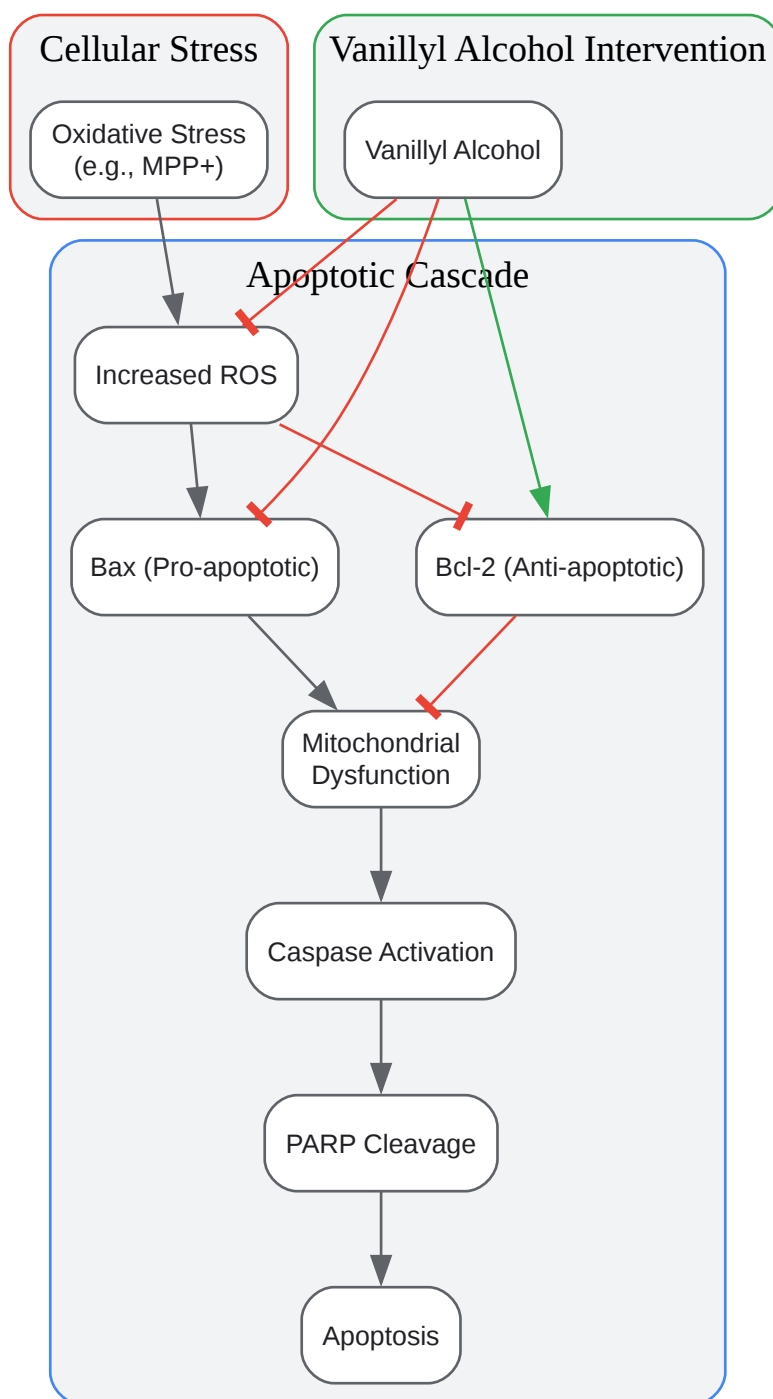 Cellular Stress
Vanillyl Alcohol Intervention
Oxidative Stress
(e.g., MPP+)
Vanillyl Alcohol
Apoptotic Cascade
Increased ROS
Bax (Pro-apoptotic)
Bcl-2 (Anti-apoptotic)
Mitochondrial
Dysfunction
Caspase Activation
PARP Cleavage
Apoptosis